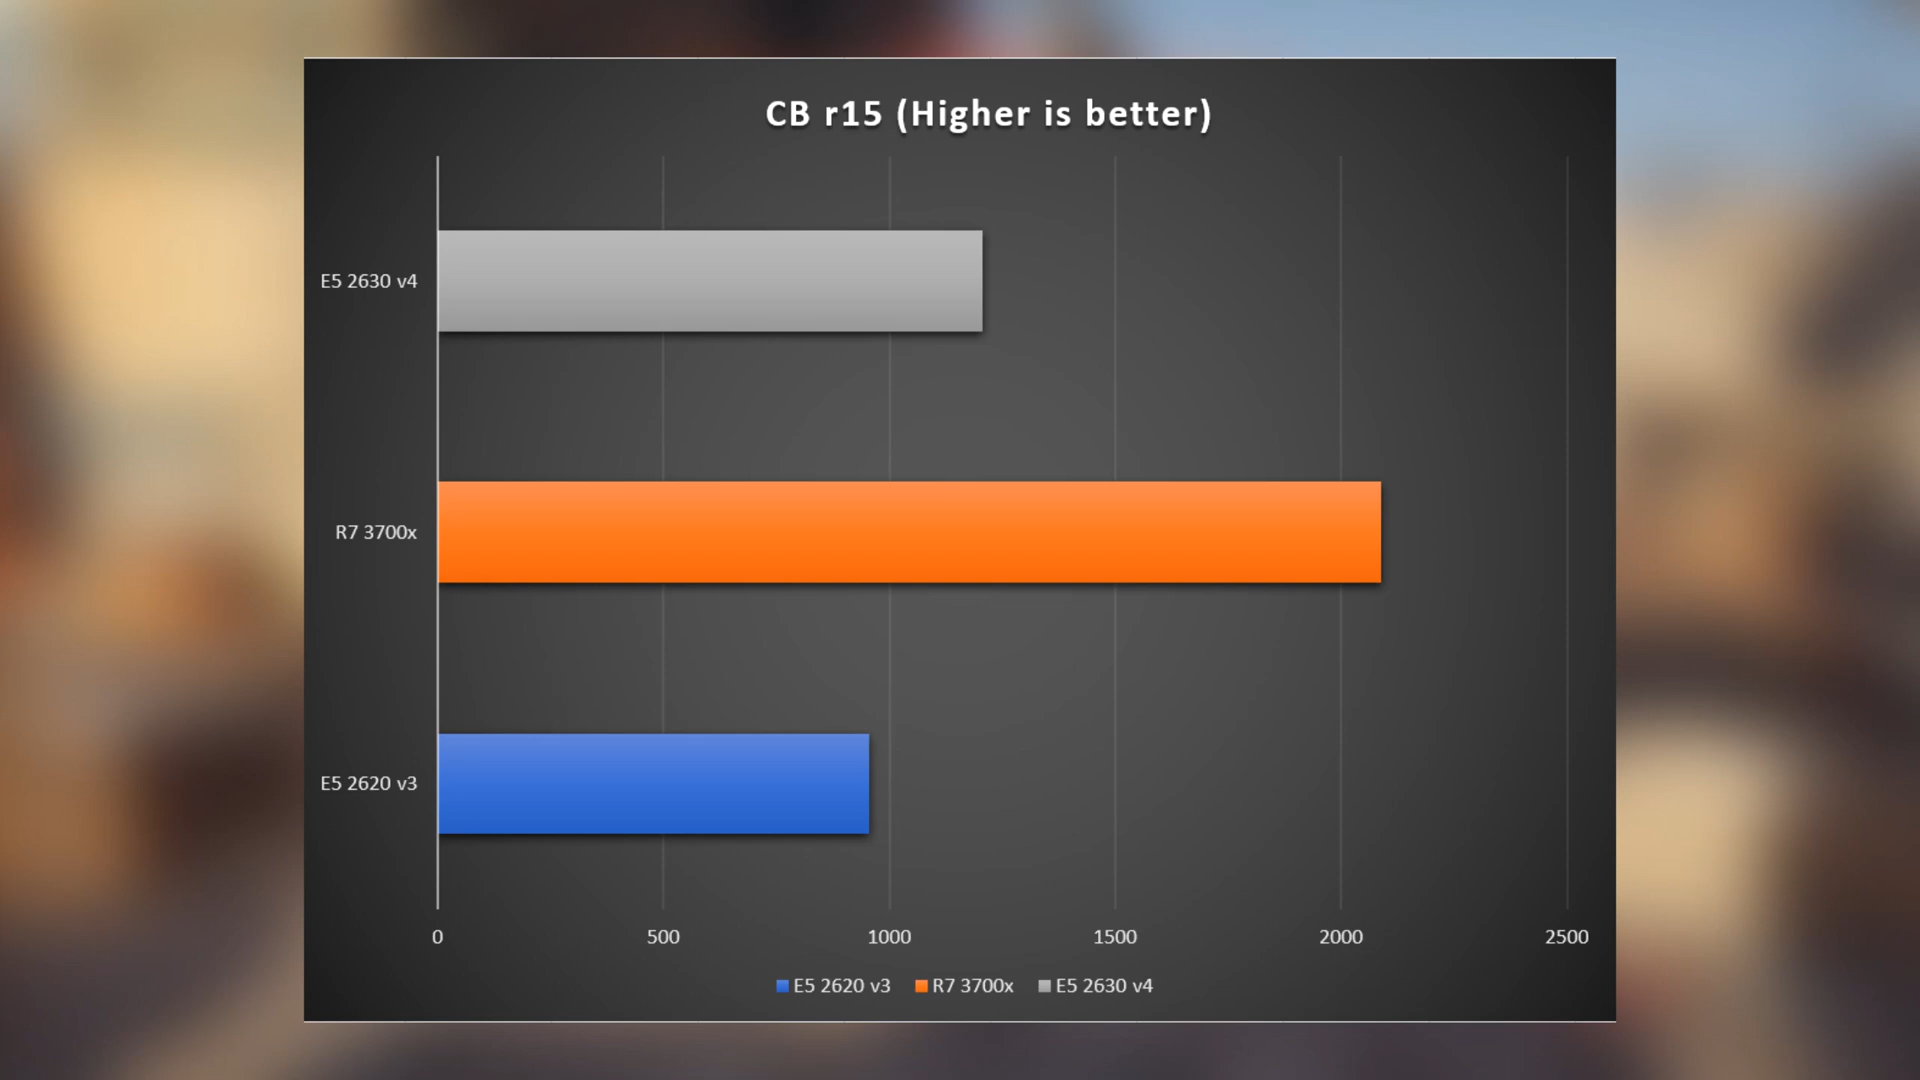 CB r15 (Higher is better)
E5 2630 v4
R7 3700x
E5 2620 v3
0 500 1000 1500 2000 2500
E5 2620 v3 R7 3700x E5 2630 v4